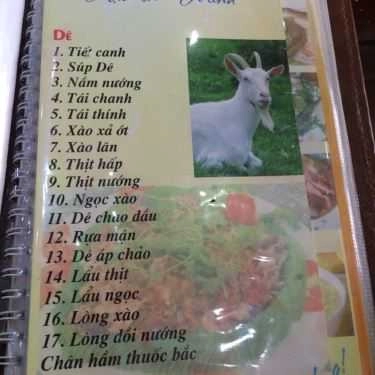 DÊ
1. Tiết canh
2. Súp Dê
3. Nầm nướng
4. Tái chanh
5. Tái thính
6. Xào xả ớt
7. Xào lăn
8. Thịt hấp
9. Thịt nướng
10. Ngọc xào
11. Dê chao dầu
12. Rựa mận
13. Dê áp chảo
14. Lẩu thịt
15. Lẩu ngọc
16. Lòng xào
17. Lòng dồi nướng
Chân hầm thuốc bắc